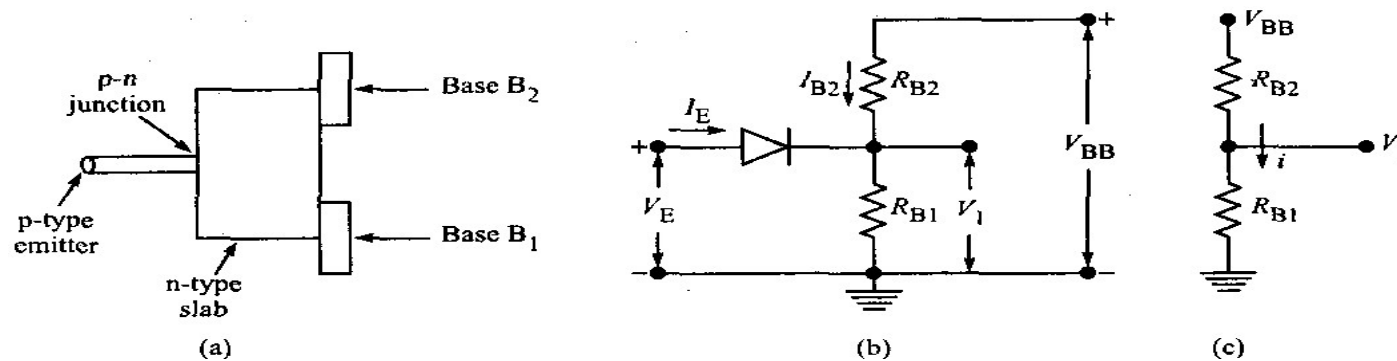 p-n
junction
Base B2
p-type
emitter
Base B1
n-type
slab
(a)
+
IB2
RB2
IE
+
VBB
VE
RB1
V1
−
−
(b)
VBB
RB2
i
V
RB1
(c)